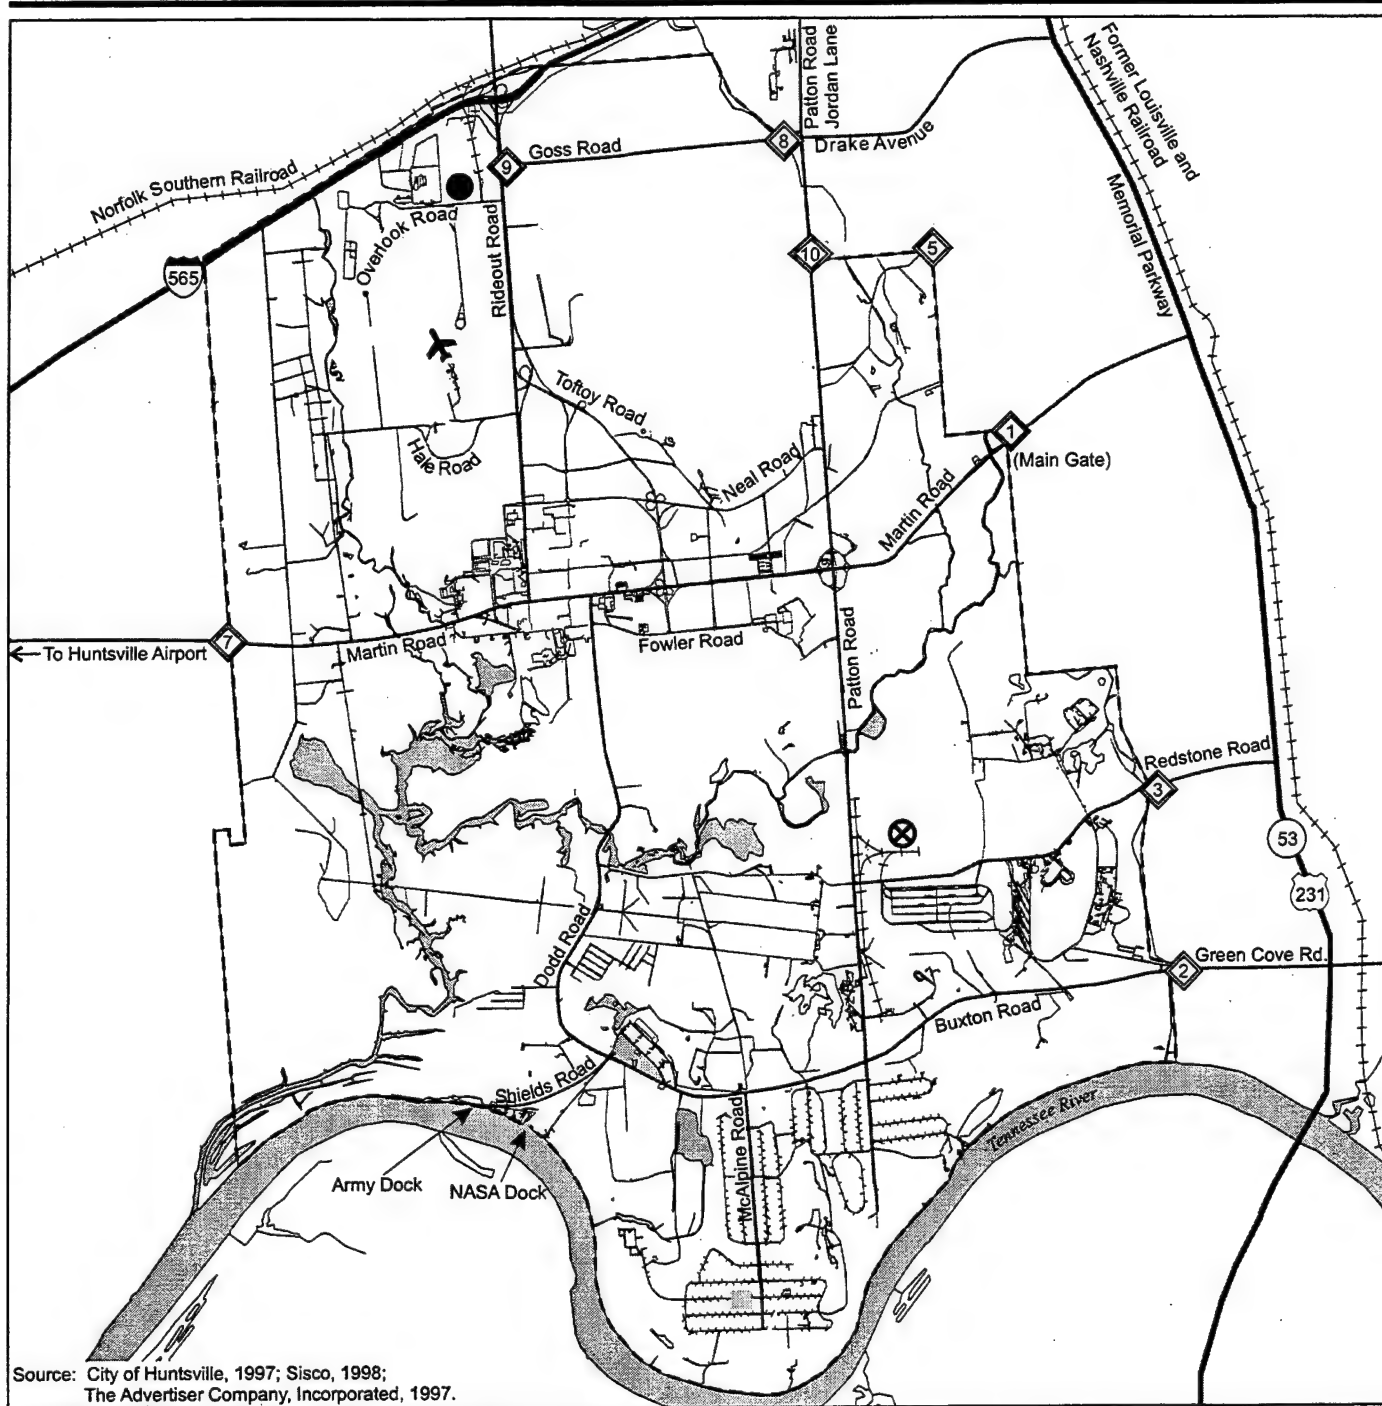 Patton Road
Jordan Lane
Former Louisville and
Nashville Railroad
Norfolk Southern Railroad
9
Goss Road
8
Drake Avenue
Memorial Parkway
Overlook Road
Rideout Road
565
10
5
Toftoy Road
1
(Main Gate)
Hale Road
Neal Road
Martin Road
7
To Huntsville Airport
Martin Road
Fowler Road
Patton Road
Redstone Road
3
53
231
Dodd Road
Green Cove Rd.
2
Buxton Road
Shields Road
Tennessee River
McAlpine Road
Army Dock
NASA Dock
Source: City of Huntsville, 1997; Sisco, 1998;
The Advertiser Company, Incorporated, 1997.